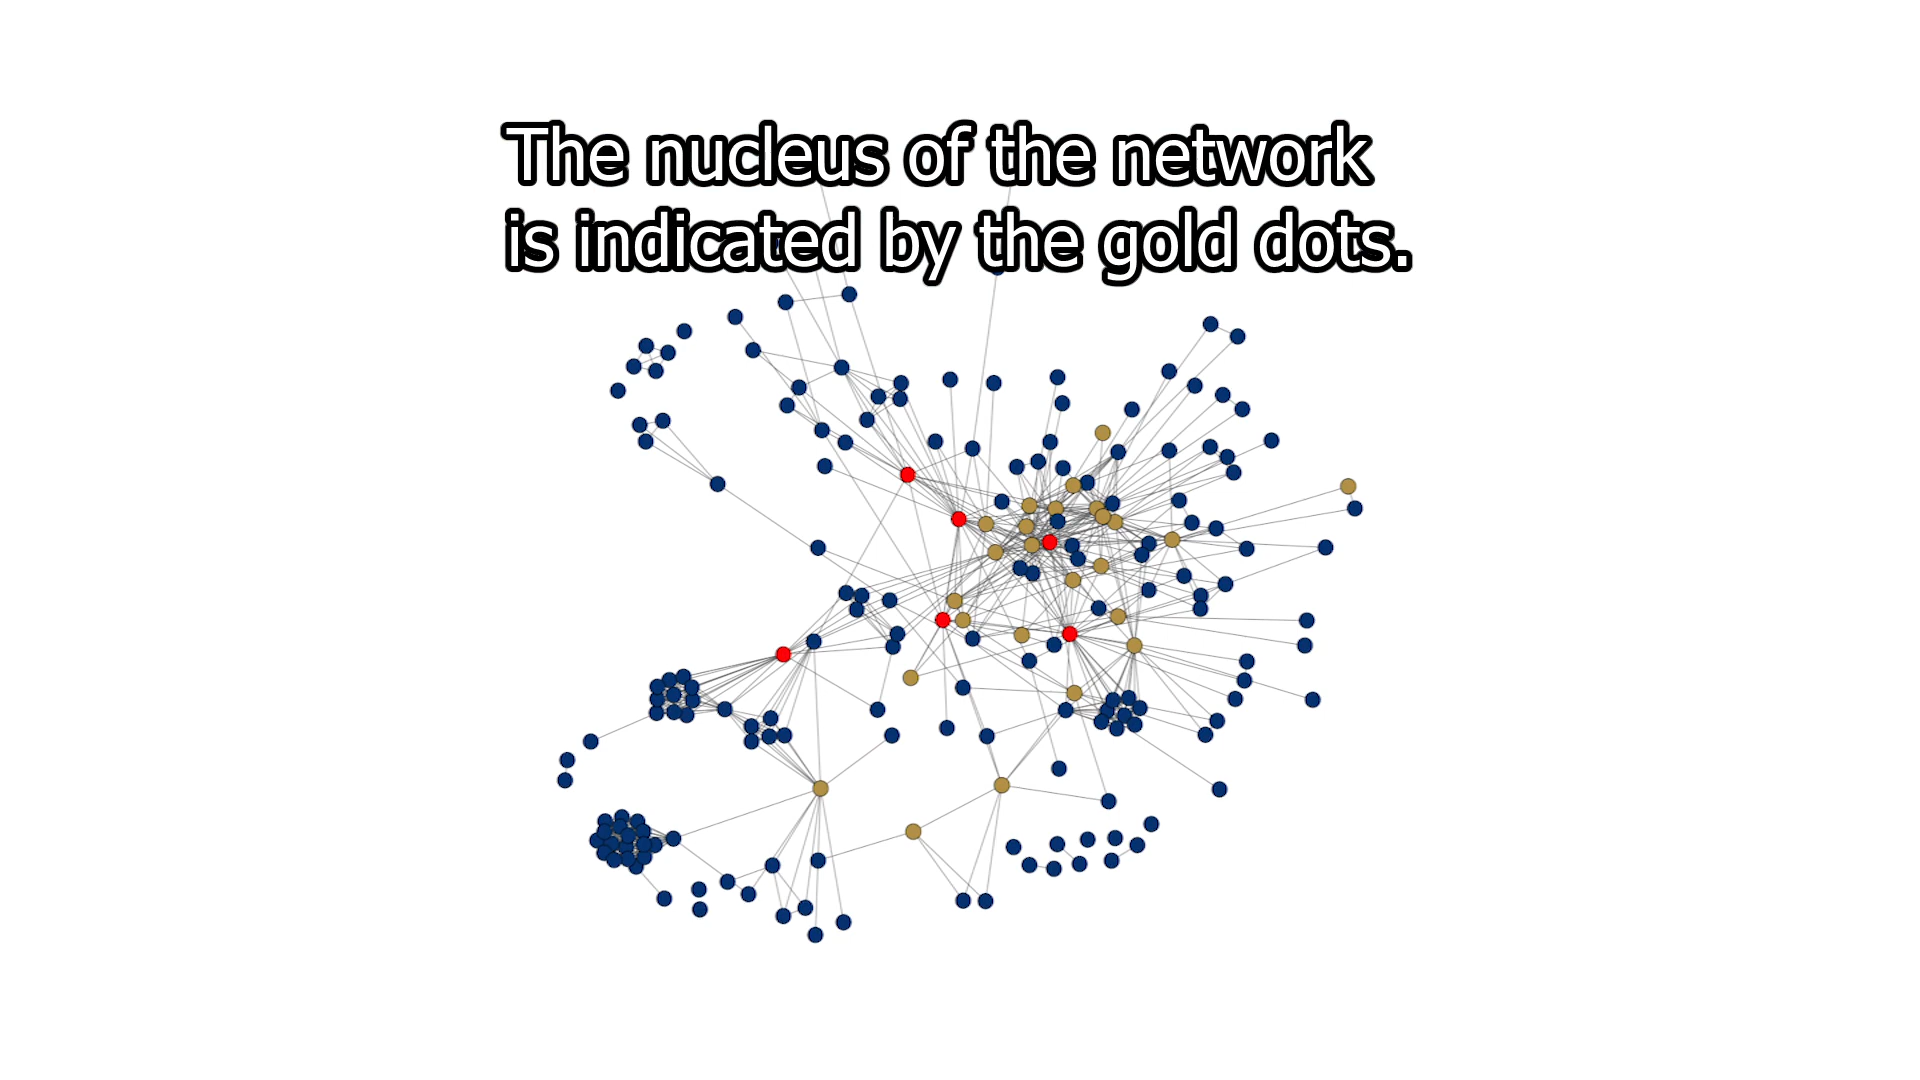 The nucleus of the network
is indicated by the gold dots.